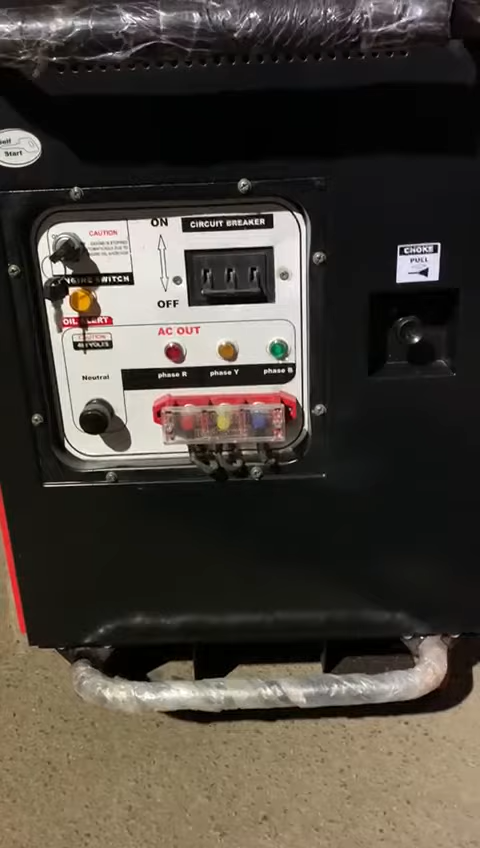 Self
Start
CAUTION
ON
CIRCUIT BREAKER
ENGINE SWITCH
OFF
OIL ALERT
CHOKE
PULL
AC OUT
CAUTION
Neutral
phase R
phase Y
phase B